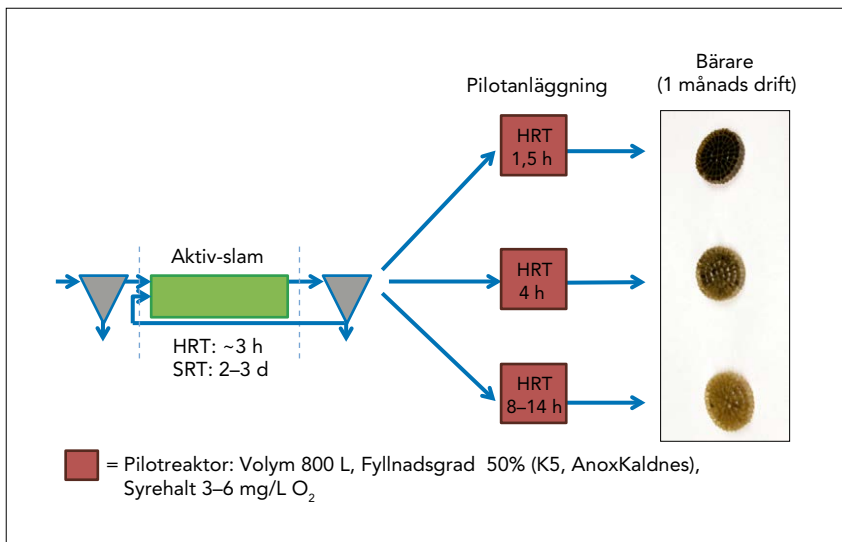 Bärare
(1 månads drift)
Pilotanläggning
HRT
1,5 h
Aktiv-slam
HRT
4 h
HRT: ~3 h
SRT: 2–3 d
HRT
8–14 h
= Pilotreaktor: Volym 800 L, Fyllnadsgrad 50% (K5, AnoxKaldnes),
Syrehalt 3–6 mg/L O₂